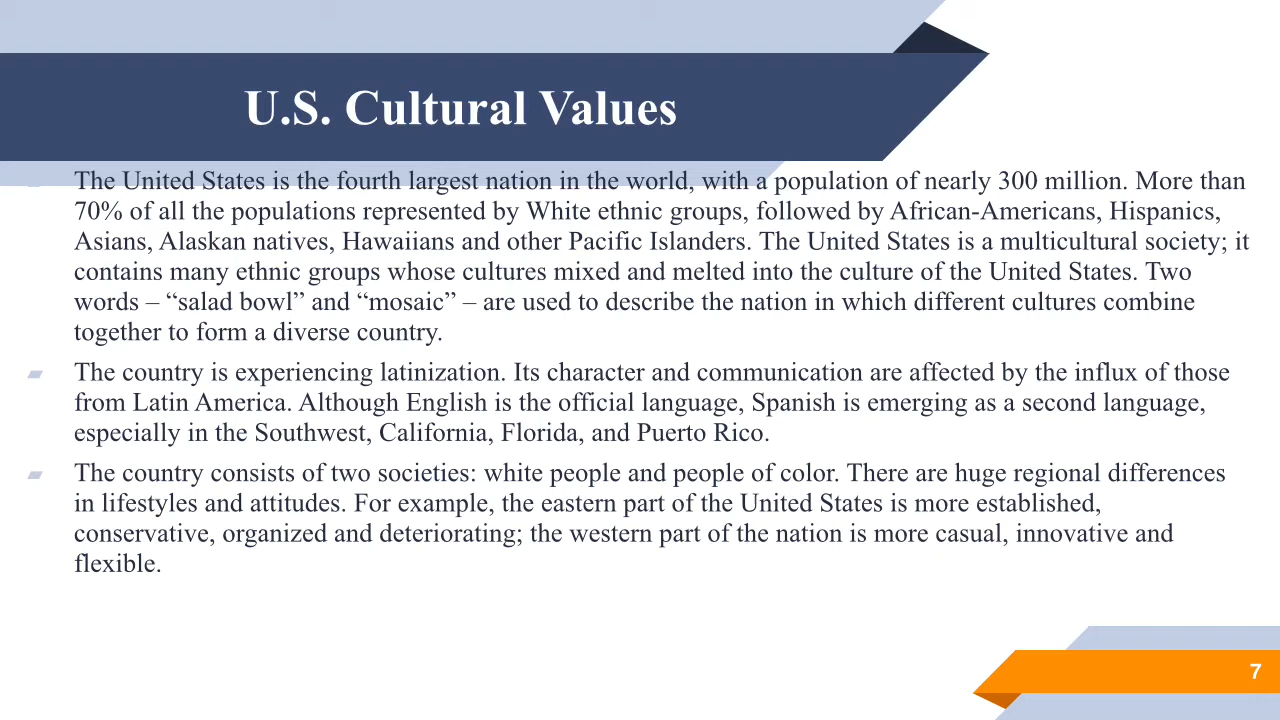 U.S. Cultural Values
The United States is the fourth largest nation in the world, with a population of nearly 300 million. More than
70% of all the populations represented by White ethnic groups, followed by African-Americans, Hispanics,
Asians, Alaskan natives, Hawaiians and other Pacific Islanders. The United States is a multicultural society; it
contains many ethnic groups whose cultures mixed and melted into the culture of the United States. Two
words – “salad bowl” and “mosaic” – are used to describe the nation in which different cultures combine
together to form a diverse country.
The country is experiencing latinization. Its character and communication are affected by the influx of those
from Latin America. Although English is the official language, Spanish is emerging as a second language,
especially in the Southwest, California, Florida, and Puerto Rico.
The country consists of two societies: white people and people of color. There are huge regional differences
in lifestyles and attitudes. For example, the eastern part of the United States is more established,
conservative, organized and deteriorating; the western part of the nation is more casual, innovative and
flexible.
7